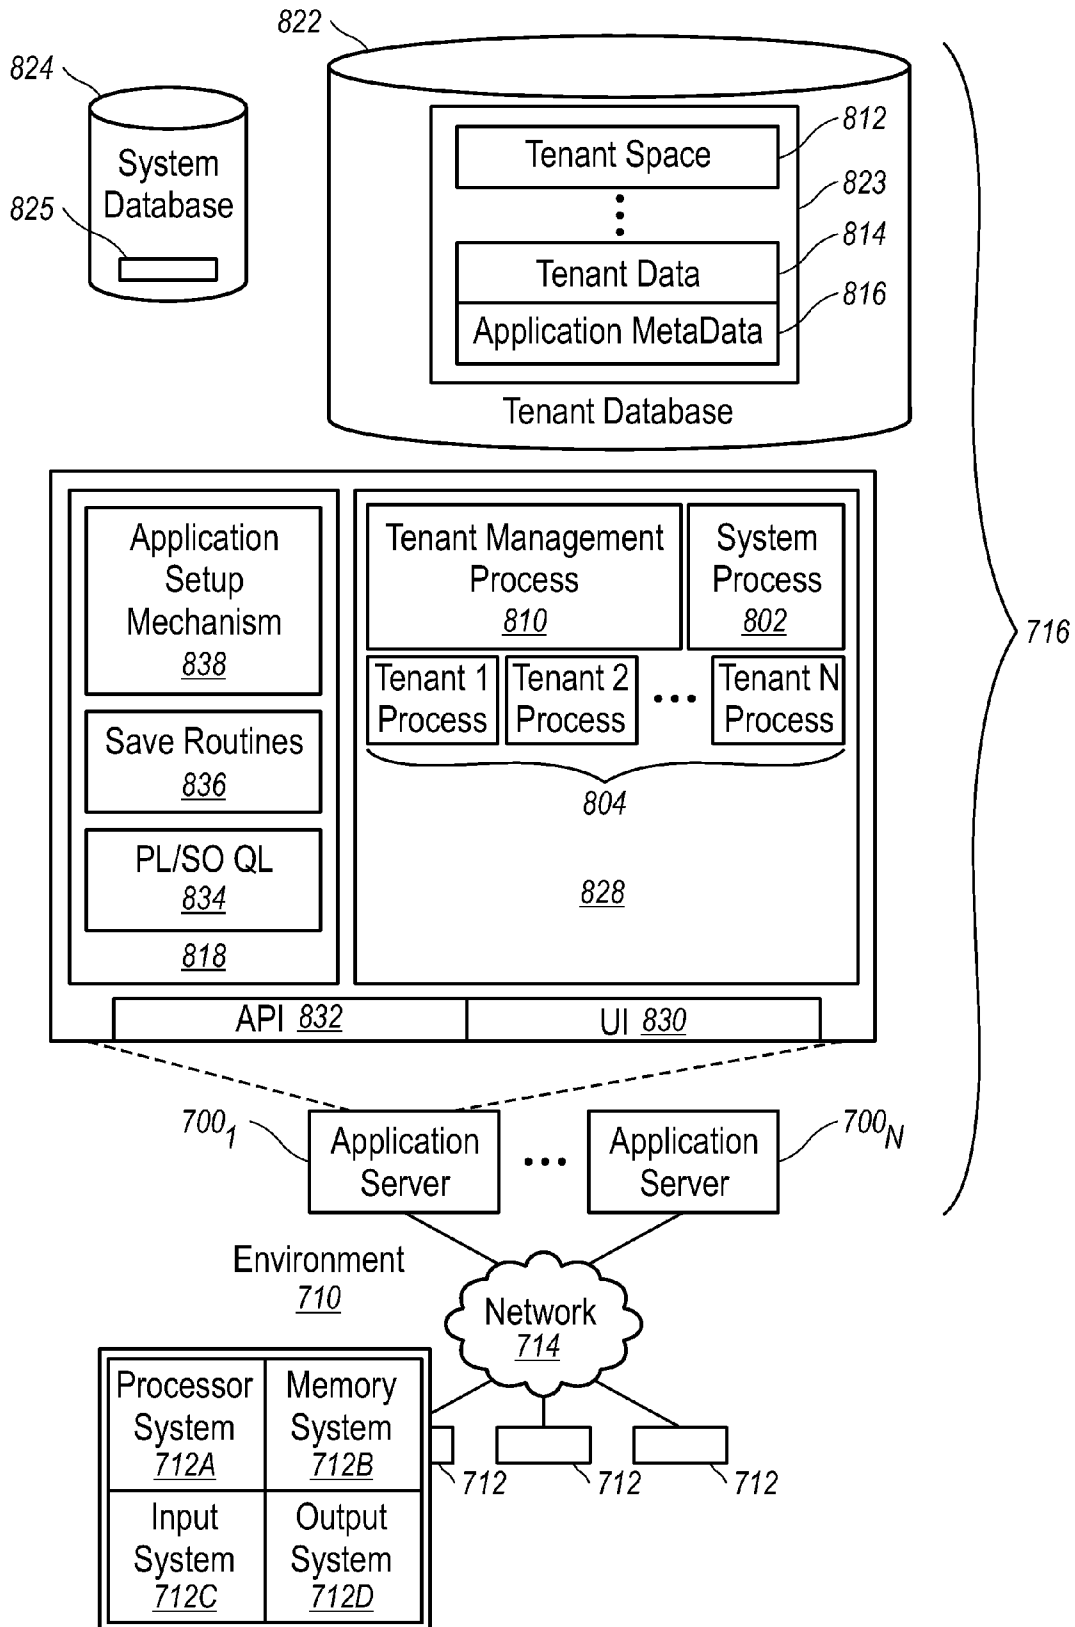 822
824
System
Database
825
Tenant Space
812
823
Tenant Data
814
Application MetaData
816
Tenant Database
716
Application
Setup
Mechanism
838
Save Routines
836
PL/SO QL
834
818
Tenant Management
Process
810
System
Process
802
Tenant 1
Process
Tenant 2
Process
Tenant N
Process
804
828
API 832
UI 830
700₁
Application
Server
Application
Server
700N
Environment
710
Network
714
Processor
System
712A
Memory
System
712B
Input
System
712C
Output
System
712D
712
712
712